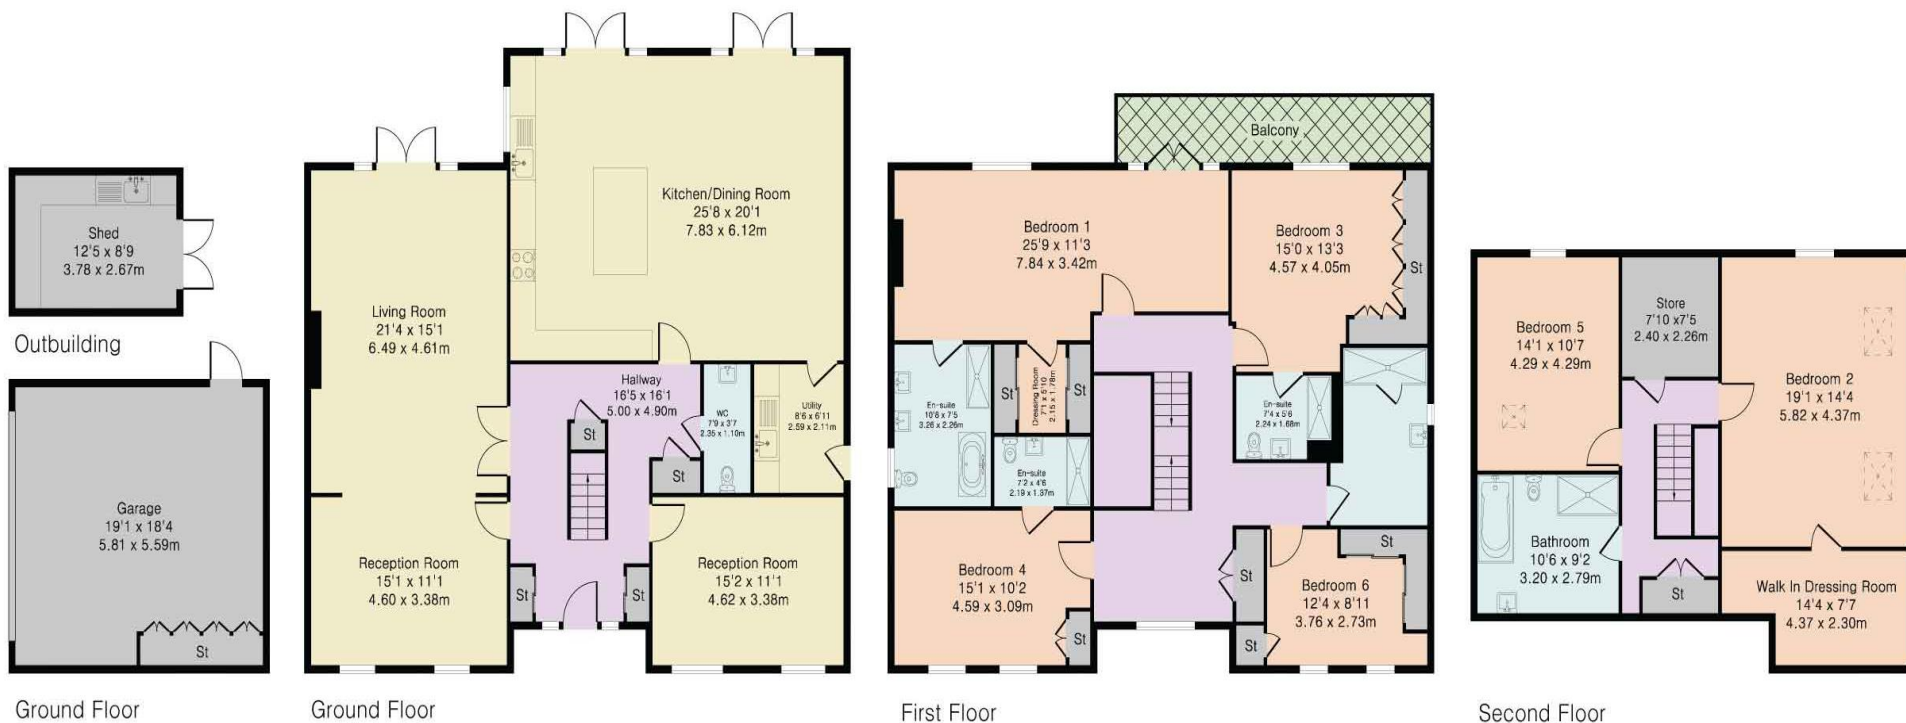 Shed
12'5 x 8'9
3.78 x 2.67m
Outbuilding
Garage
19'1 x 18'4
5.81 x 5.59m
St
Ground Floor
Kitchen/Dining Room
25'8 x 20'1
7.83 x 6.12m
Living Room
21'4 x 15'1
6.49 x 4.61m
Hallway
16'5 x 16'1
5.00 x 4.90m
St
St
WC
7'9 x 3'7
2.35 x 1.10m
Utility
8'6 x 6'11
2.59 x 2.11m
Reception Room
15'1 x 11'1
4.60 x 3.38m
St
St
Reception Room
15'2 x 11'1
4.62 x 3.38m
Ground Floor
Balcony
Bedroom 1
25'9 x 11'3
7.84 x 3.42m
Bedroom 3
15'0 x 13'3
4.57 x 4.05m
St
En-suite
10'8 x 7'5
3.26 x 2.26m
St
Dressing Room
7'1 x 5'10
2.15 x 1.78m
St
En-suite
7'4 x 5'6
2.24 x 1.68m
En-suite
7'2 x 4'6
2.19 x 1.37m
Bedroom 4
15'1 x 10'2
4.59 x 3.09m
St
St
St
St
Bedroom 6
12'4 x 8'11
3.76 x 2.73m
First Floor
Bedroom 5
14'1 x 10'7
4.29 x 4.29m
Store
7'10 x7'5
2.40 x 2.26m
Bedroom 2
19'1 x 14'4
5.82 x 4.37m
Bathroom
10'6 x 9'2
3.20 x 2.79m
St
Walk In Dressing Room
14'4 x 7'7
4.37 x 2.30m
Second Floor